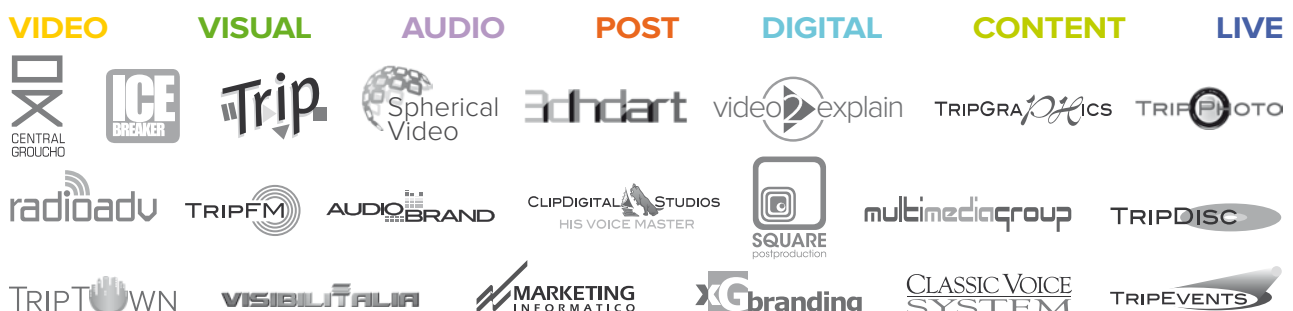 VIDEO VISUAL AUDIO POST DIGITAL CONTENT LIVE
CENTRAL GROUCHO
ICE BREAKER
Trip
Spherical Video
3dhdart
video2explain
TRIPGRAPHICS
TRIPPHOTO
radioadv
TRIPFM
AUDIOBRAND
CLIPDIGITAL STUDIOS
HIS VOICE MASTER
SQUARE
postproduction
multimediagroup
TRIPDISC
TRIPTOWN
VISIBILITALIA
MARKETING
INFORMATICO
XGbranding
CLASSIC VOICE
SYSTEM
TRIPEVENTS